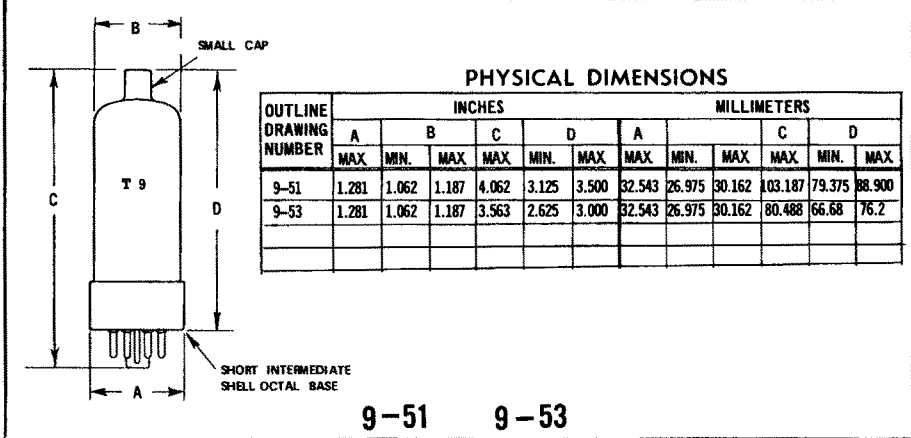 B
SMALL CAP
T 9
C
D
SHORT INTERMEDIATE
SHELL OCTAL BASE
A
PHYSICAL DIMENSIONS
OUTLINE DRAWING NUMBER INCHES MILLIMETERS
A B C D A C D
MAX MIN. MAX MAX MIN. MAX MAX MIN. MAX MAX MIN. MAX
9–51 1.281 1.062 1.187 4.062 3.125 3.500 32.543 26.975 30.162 103.187 79.375 88.900
9–53 1.281 1.062 1.187 3.563 2.625 3.000 32.543 26.975 30.162 80.488 66.68 76.2
9–51 9–53